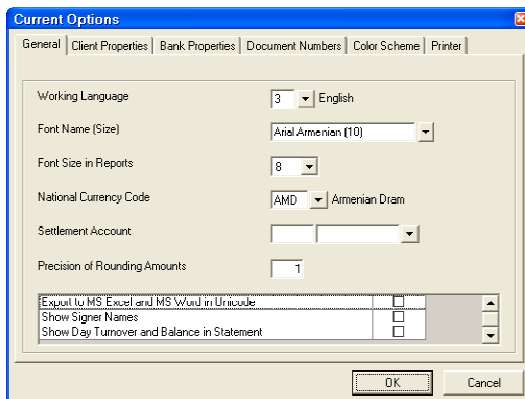 Current Options
General Client Properties Bank Properties Document Numbers Color Scheme Printer
Working Language 3 English
Font Name (Size) Arial Armenian (10)
Font Size in Reports 8
National Currency Code AMD Armenian Dram
Settlement Account
Precision of Rounding Amounts 1
Export to MS Excel and MS Word in Unicode
Show Signer Names
Show Day Turnover and Balance in Statement
OK Cancel